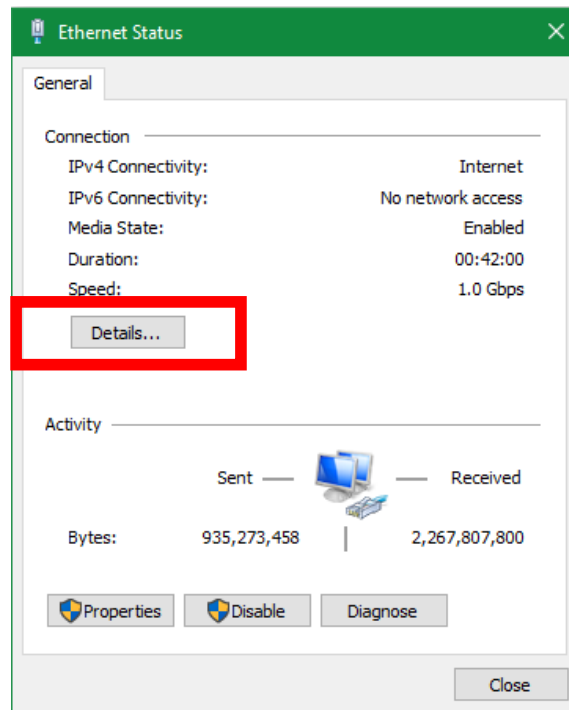 Ethernet Status
General
Connection
IPv4 Connectivity: Internet
IPv6 Connectivity: No network access
Media State: Enabled
Duration: 00:42:00
Speed: 1.0 Gbps
Details...
Activity
Sent Received
Bytes: 935,273,458 2,267,807,800
Properties Disable Diagnose
Close